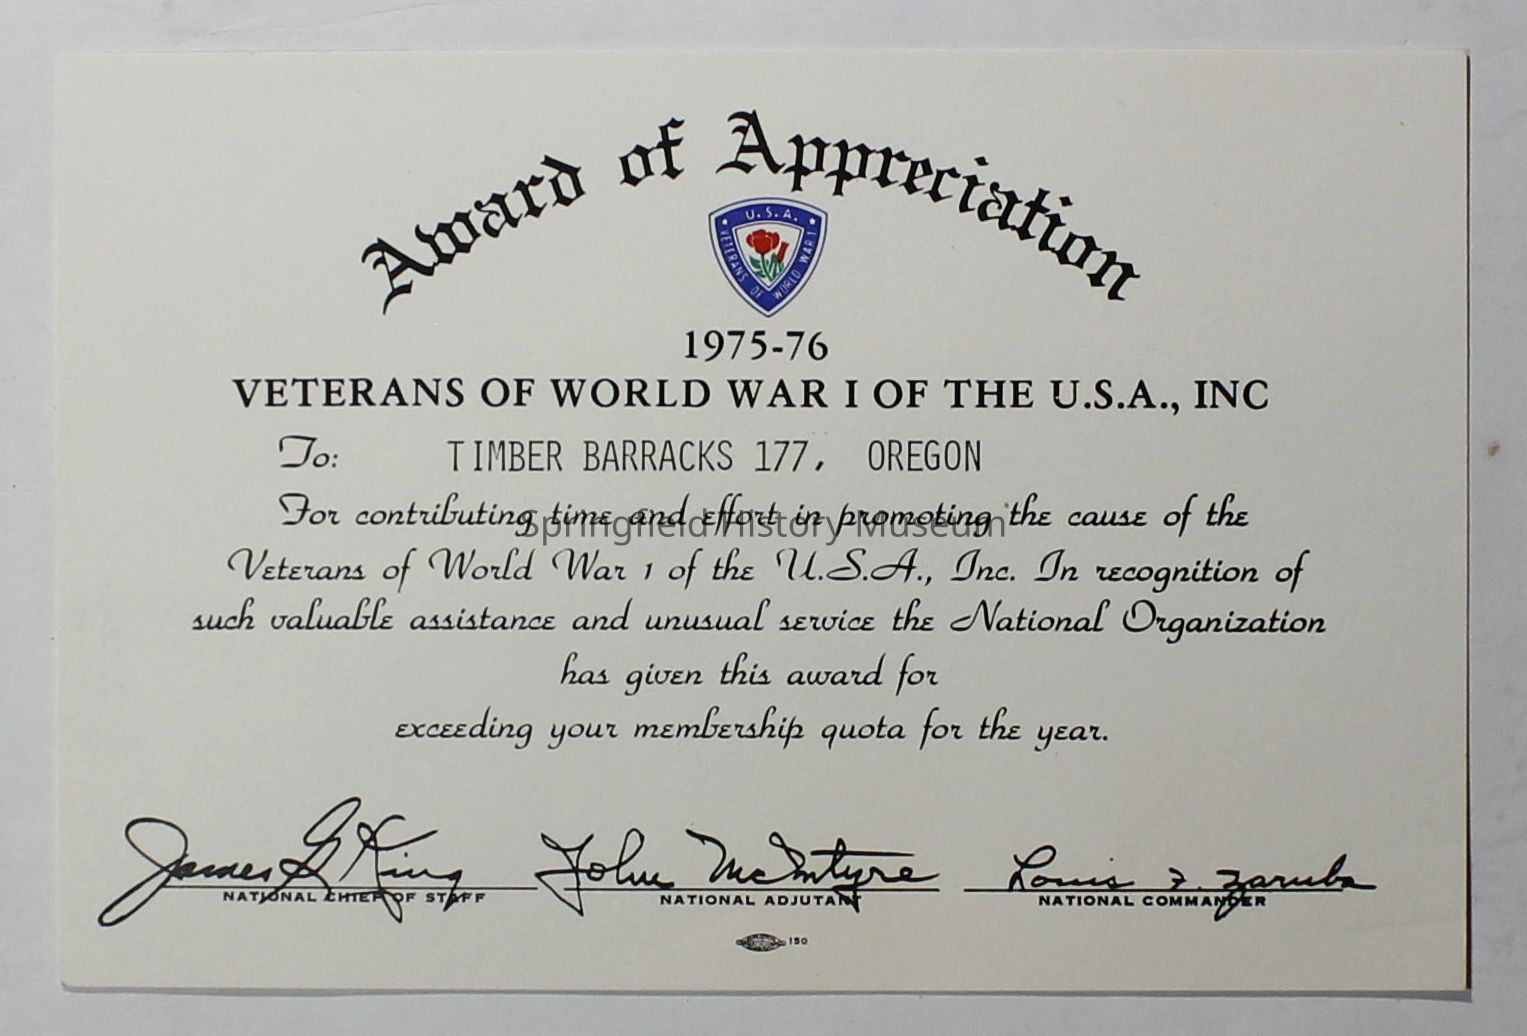 Award of Appreciation
U.S.A.
VETERANS OF WORLD WAR I
1975-76
VETERANS OF WORLD WAR I OF THE U.S.A., INC
To: TIMBER BARRACKS 177, OREGON
For contributing time and effort in promoting the cause of the
Springfield History Museum
Veterans of World War 1 of the U.S.A., Inc. In recognition of
such valuable assistance and unusual service the National Organization
has given this award for
exceeding your membership quota for the year.
James G King John McIntyre Louis F. Zaruba
NATIONAL CHIEF OF STAFF NATIONAL ADJUTANT NATIONAL COMMANDER
150